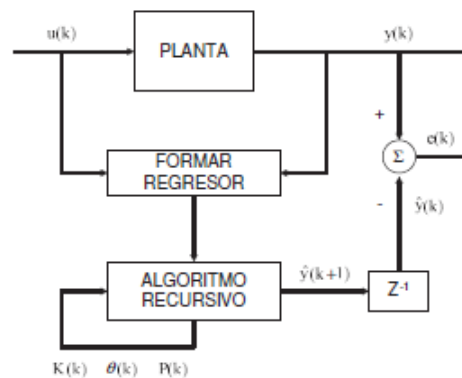 u(k)
PLANTA
y(k)
+
e(k)
Σ
FORMAR
REGRESOR
-
ŷ(k)
ALGORITMO
RECURSIVO
ŷ(k+1)
Z⁻¹
K(k) θ(k) P(k)